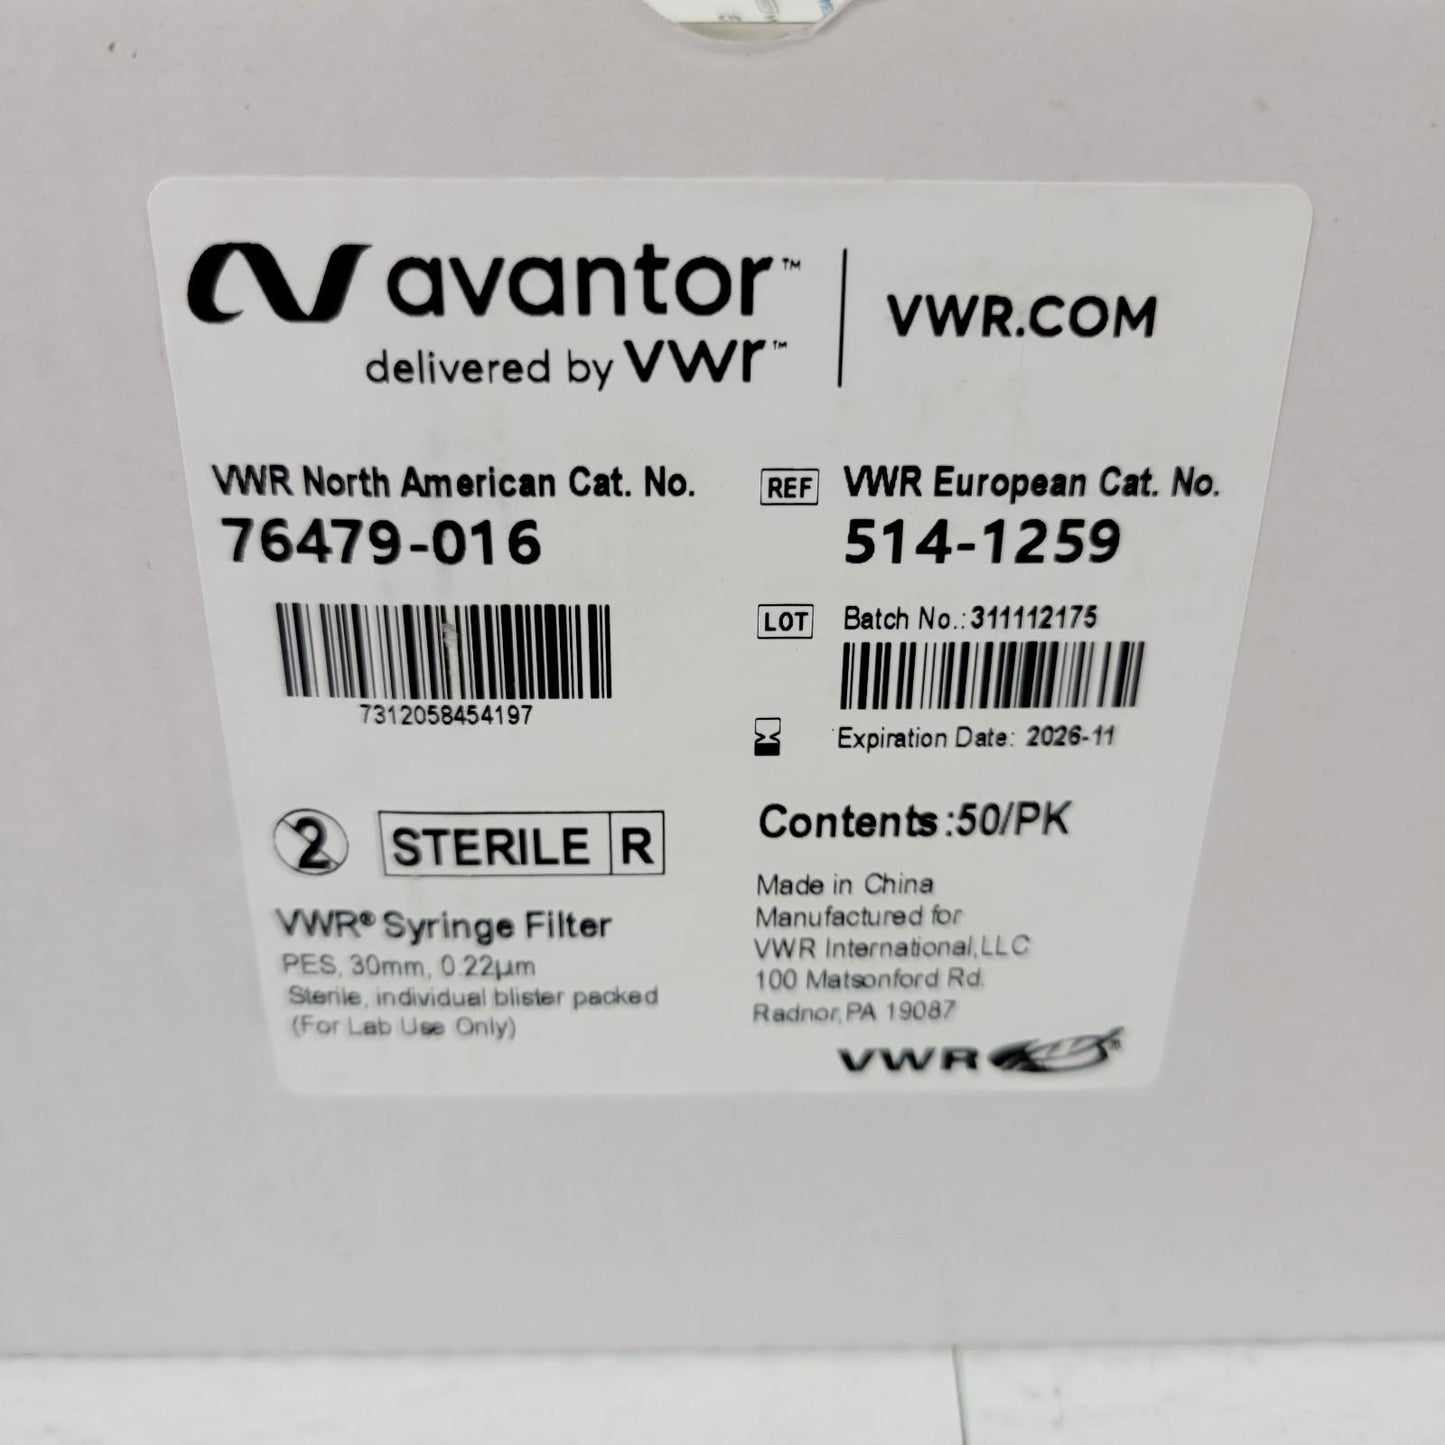 avantor™
delivered by vwr™
VWR.COM
VWR North American Cat. No.
76479-016
REF VWR European Cat. No.
514-1259
7312058454197
LOT Batch No.:311112175
Expiration Date: 2026-11
2 STERILE R
VWR® Syringe Filter
PES, 30mm, 0.22µm
Sterile, individual blister packed
(For Lab Use Only)
Contents:50/PK
Made in China
Manufactured for
VWR International,LLC
100 Matsonford Rd.
Radnor,PA 19087
VWR